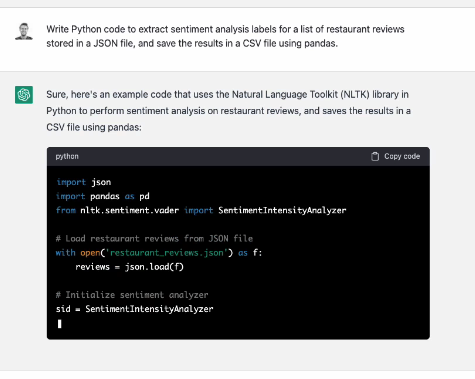 Write Python code to extract sentiment analysis labels for a list of restaurant reviews
stored in a JSON file, and save the results in a CSV file using pandas.
Sure, here's an example code that uses the Natural Language Toolkit (NLTK) library in
Python to perform sentiment analysis on restaurant reviews, and saves the results in a
CSV file using pandas:
python Copy code
import json
import pandas as pd
from nltk.sentiment.vader import SentimentIntensityAnalyzer
# Load restaurant reviews from JSON file
with open('restaurant_reviews.json') as f:
    reviews = json.load(f)
# Initialize sentiment analyzer
sid = SentimentIntensityAnalyzer